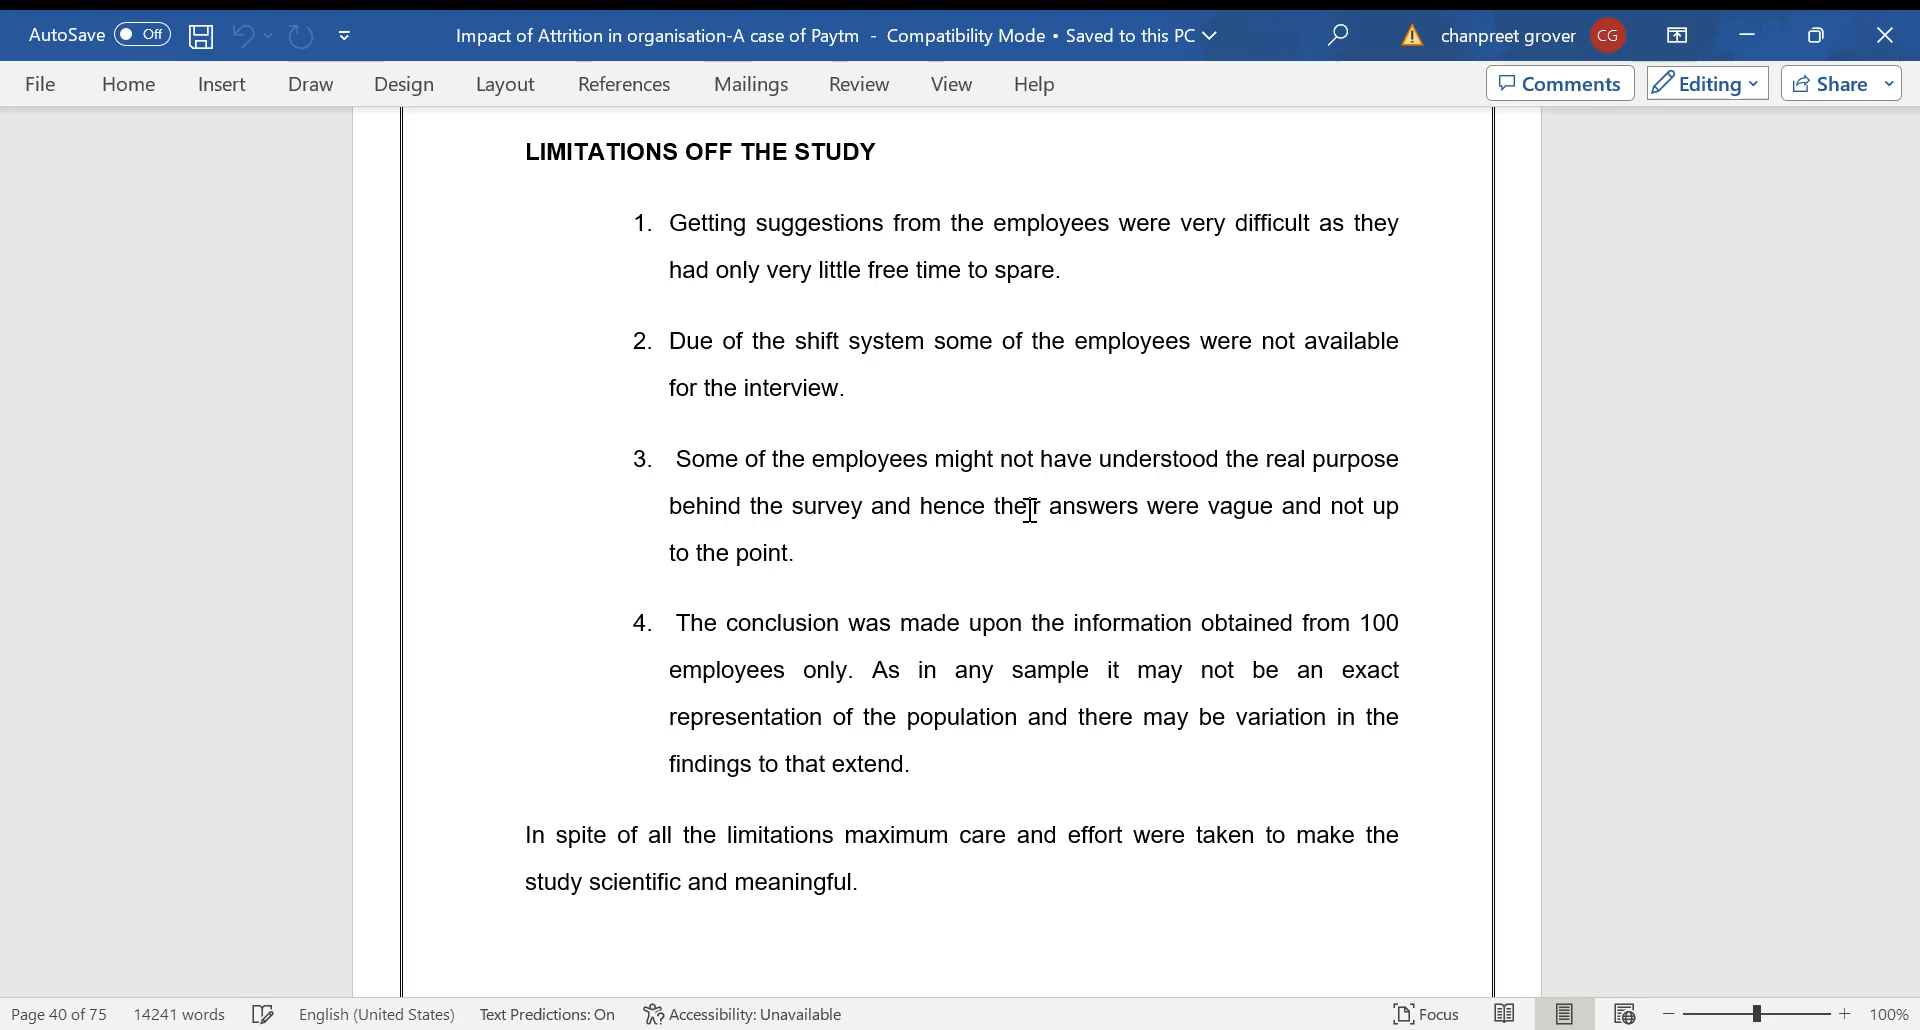 AutoSave Off Impact of Attrition in organisation-A case of Paytm - Compatibility Mode • Saved to this PC chanpreet grover CG
File Home Insert Draw Design Layout References Mailings Review View Help Comments Editing Share
LIMITATIONS OFF THE STUDY
1. Getting suggestions from the employees were very difficult as they
had only very little free time to spare.
2. Due of the shift system some of the employees were not available
for the interview.
3. Some of the employees might not have understood the real purpose
behind the survey and hence their answers were vague and not up
to the point.
4. The conclusion was made upon the information obtained from 100
employees only. As in any sample it may not be an exact
representation of the population and there may be variation in the
findings to that extend.
In spite of all the limitations maximum care and effort were taken to make the
study scientific and meaningful.
Page 40 of 75 14241 words English (United States) Text Predictions: On Accessibility: Unavailable Focus 100%